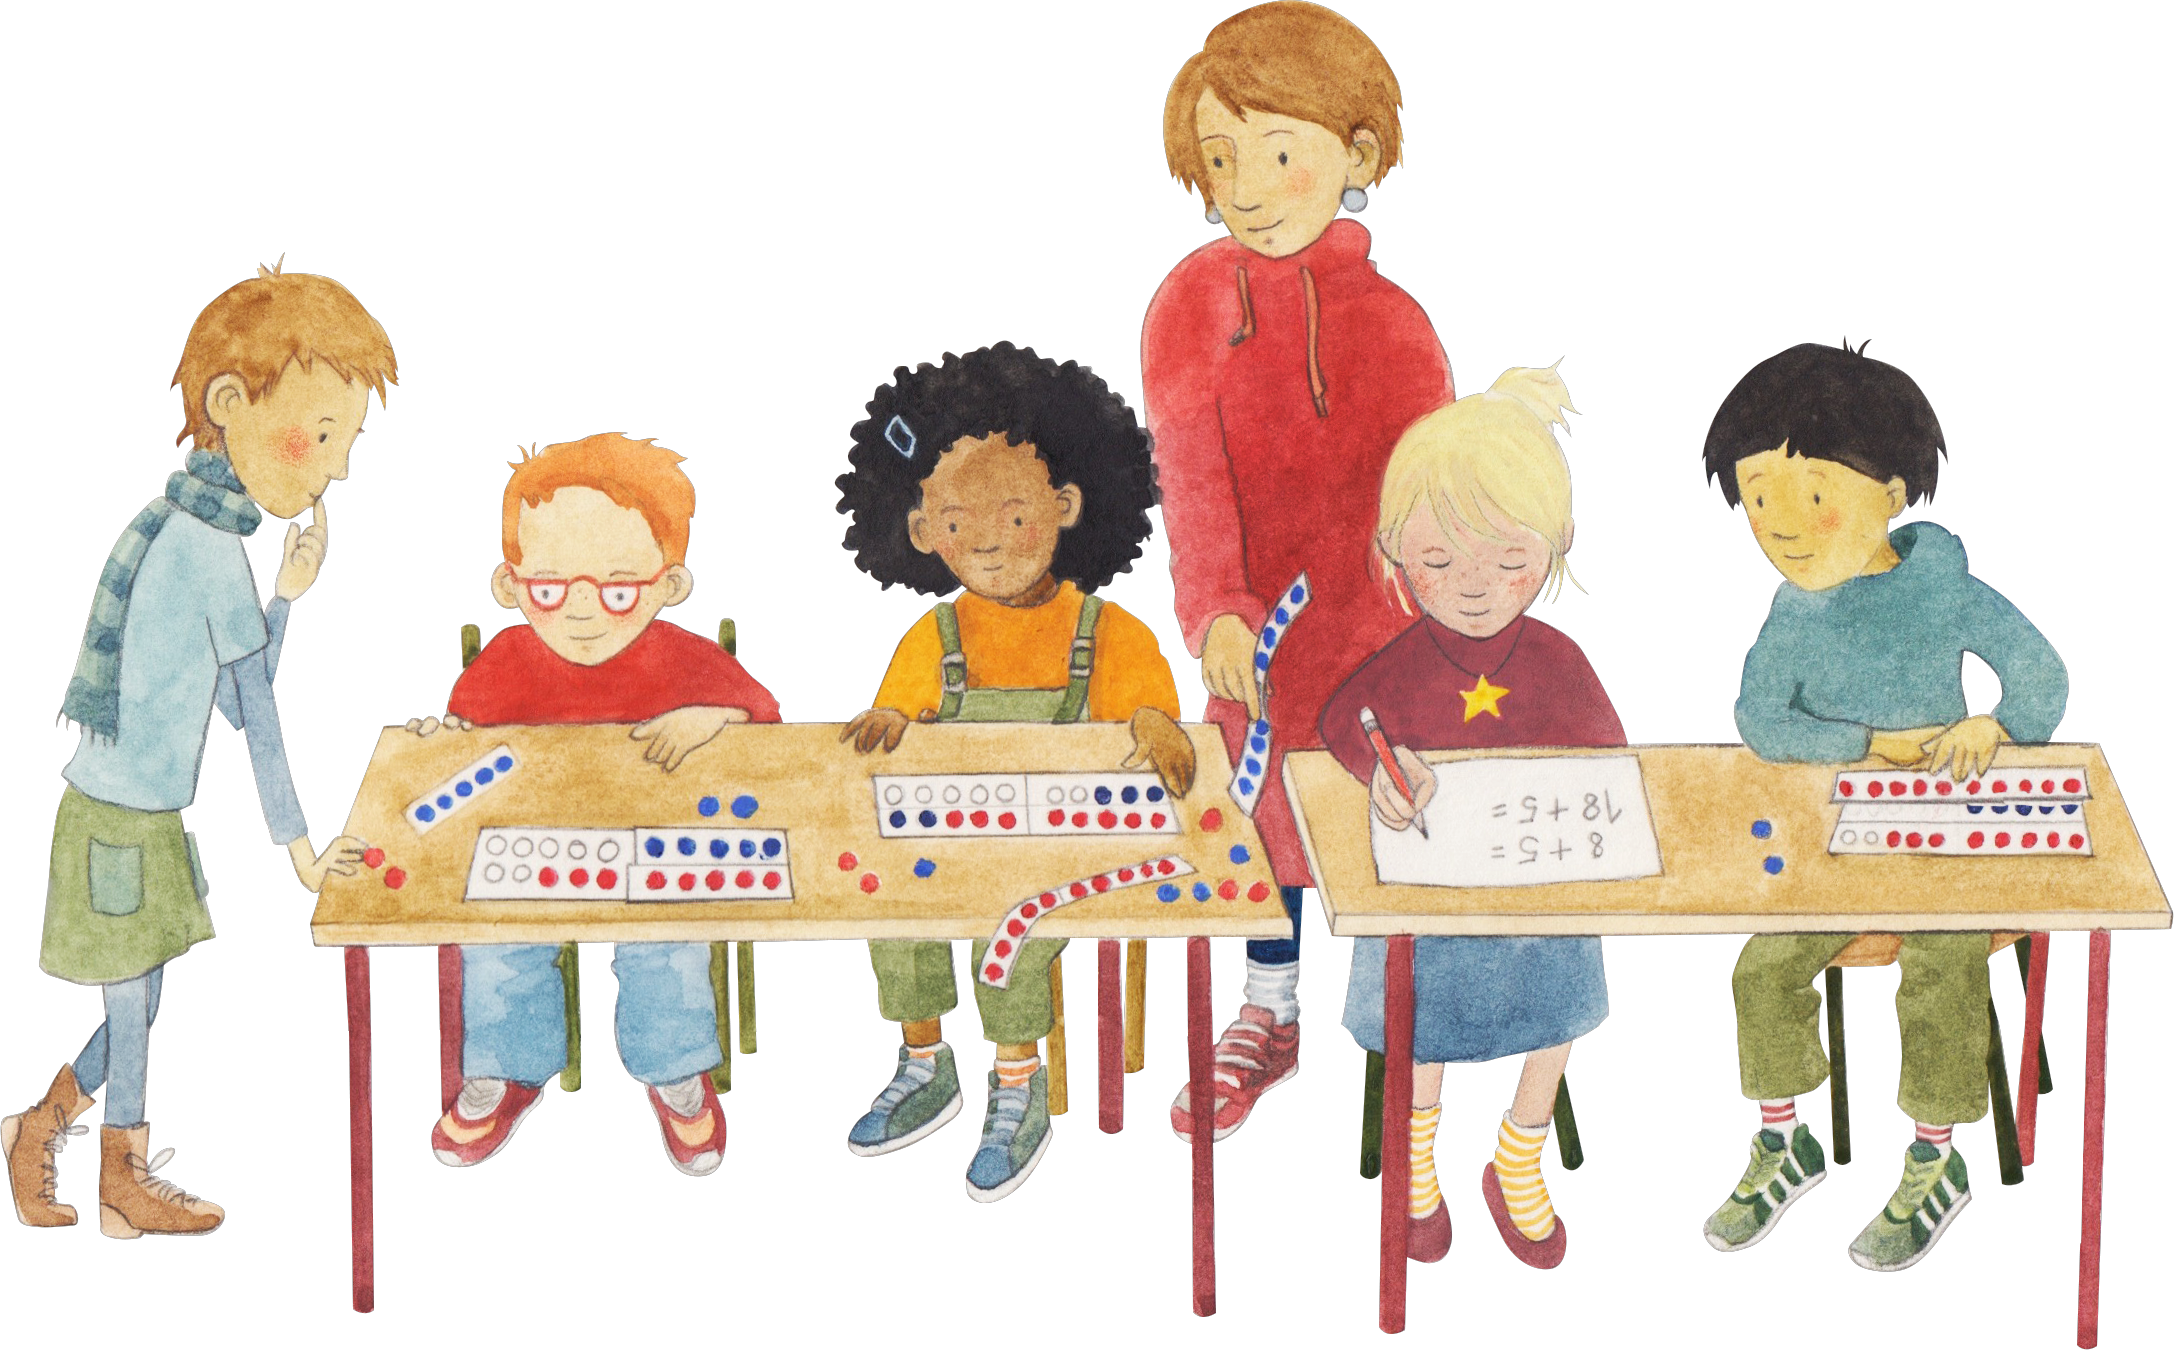 8 + 5 =
18 + 5 =